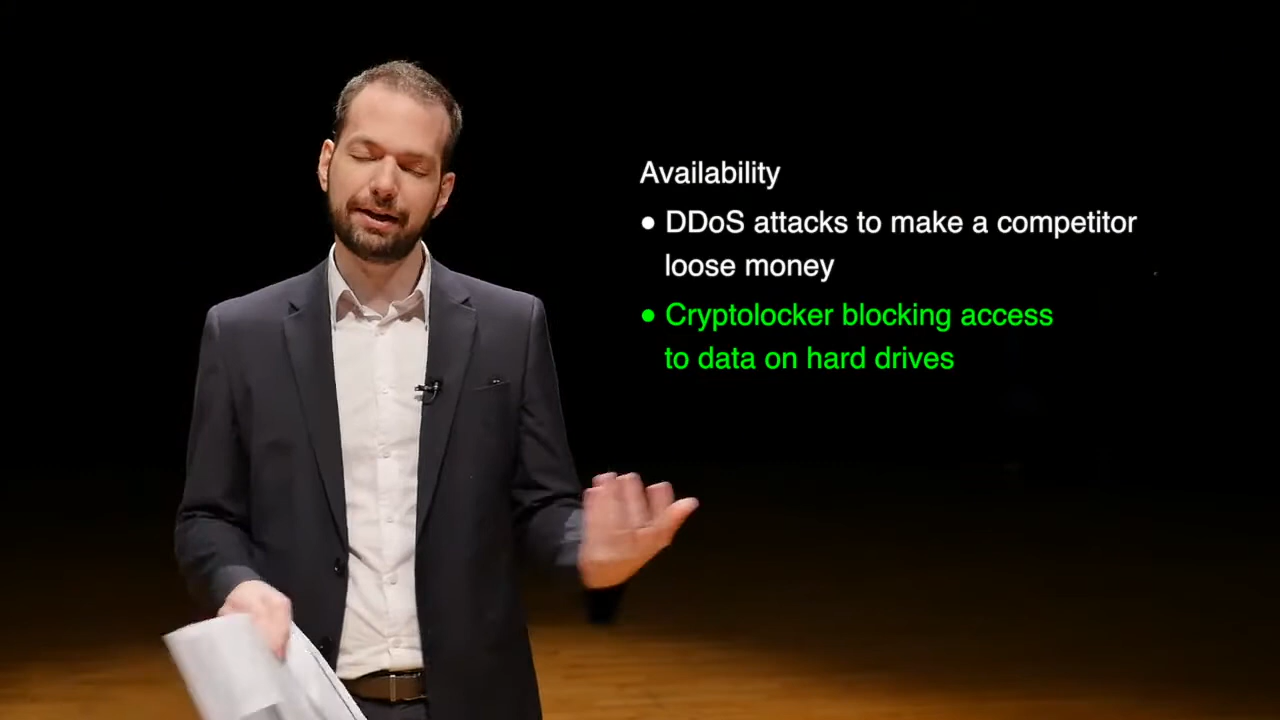 Availability
● DDoS attacks to make a competitor
loose money
● Cryptolocker blocking access
to data on hard drives